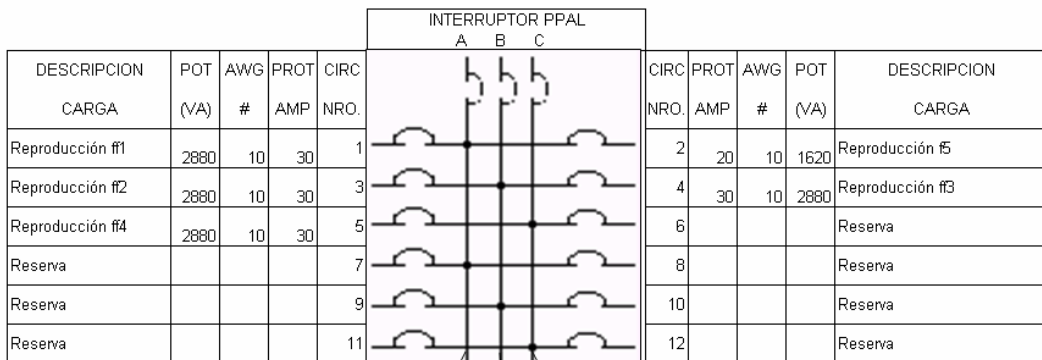 INTERRUPTOR PPAL
A B C
DESCRIPCION POT AWG PROT CIRC CIRC PROT AWG POT DESCRIPCION
CARGA (VA) # AMP NRO. NRO. AMP # (VA) CARGA
Reproducción ff1 2880 10 30 1 2 20 10 1620 Reproducción f5
Reproducción ff2 2880 10 30 3 4 30 10 2880 Reproducción ff3
Reproducción ff4 2880 10 30 5 6 Reserva
Reserva 7 8 Reserva
Reserva 9 10 Reserva
Reserva 11 12 Reserva